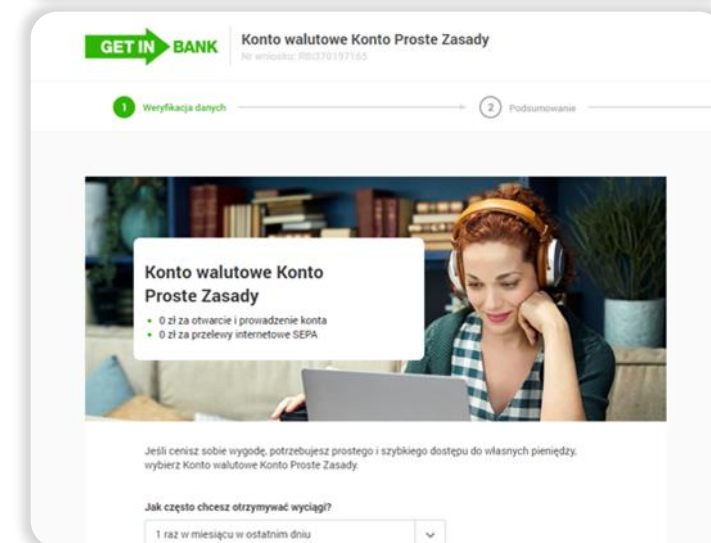 GET IN BANK
Konto walutowe Konto Proste Zasady
Nr wniosku: RBI370197165
1 Weryfikacja danych
2 Podsumowanie
Konto walutowe Konto
Proste Zasady
0 zł za otwarcie i prowadzenie konta
0 zł za przelewy internetowe SEPA
Jeśli cenisz sobie wygodę, potrzebujesz prostego i szybkiego dostępu do własnych pieniędzy,
wybierz Konto walutowe Konto Proste Zasady.
Jak często chcesz otrzymywać wyciągi?
1 raz w miesiącu w ostatnim dniu